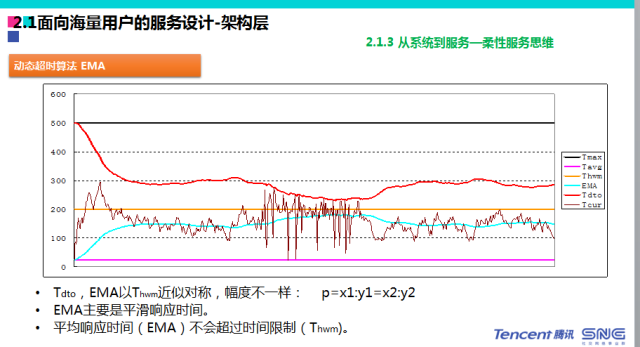 2.1面向海量用户的服务设计-架构层
2.1.3 从系统到服务—柔性服务思维
动态超时算法 EMA
600
500
400
300
200
100
0
Tmax
Tavg
Thwm
EMA
Tdto
Tcur
• Tdto，EMA以Thwm近似对称，幅度不一样： p=x1:y1=x2:y2
• EMA主要是平滑响应时间。
• 平均响应时间（EMA）不会超过时间限制（Thwm)。
Tencent 腾讯
SNG